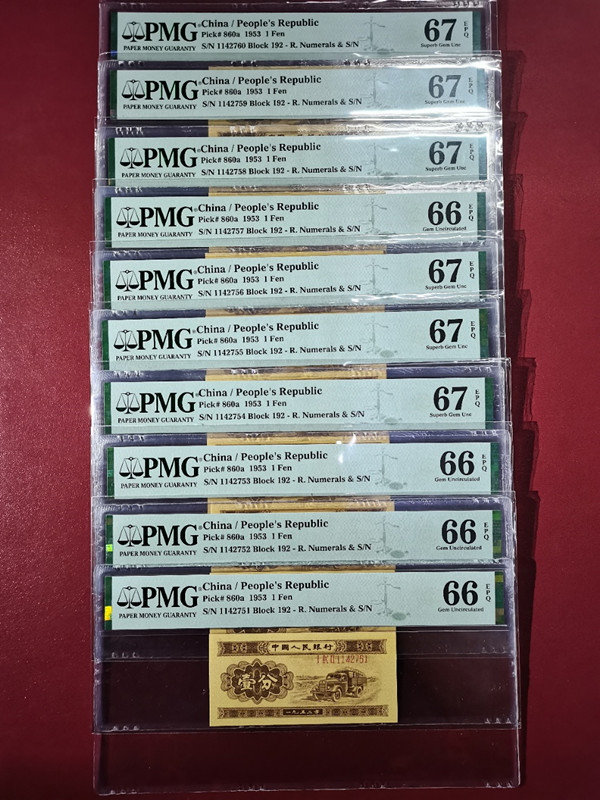 PMG China / People's Republic 67 EPQ
Pick# 860a 1953 1 Fen
PAPER MONEY GUARANTY S/N 1142760 Block 192 - R. Numerals & S/N Superb Gem Unc
PMG China / People's Republic 67 EPQ
Pick# 860a 1953 1 Fen
PAPER MONEY GUARANTY S/N 1142759 Block 192 - R. Numerals & S/N Superb Gem Unc
PMG China / People's Republic 67 EPQ
Pick# 860a 1953 1 Fen
PAPER MONEY GUARANTY S/N 1142758 Block 192 - R. Numerals & S/N Superb Gem Unc
PMG China / People's Republic 66 EPQ
Pick# 860a 1953 1 Fen
PAPER MONEY GUARANTY S/N 1142757 Block 192 - R. Numerals & S/N Gem Uncirculated
PMG China / People's Republic 67 EPQ
Pick# 860a 1953 1 Fen
PAPER MONEY GUARANTY S/N 1142756 Block 192 - R. Numerals & S/N Superb Gem Unc
PMG China / People's Republic 67 EPQ
Pick# 860a 1953 1 Fen
PAPER MONEY GUARANTY S/N 1142755 Block 192 - R. Numerals & S/N Superb Gem Unc
PMG China / People's Republic 67 EPQ
Pick# 860a 1953 1 Fen
PAPER MONEY GUARANTY S/N 1142754 Block 192 - R. Numerals & S/N Superb Gem Unc
PMG China / People's Republic 66 EPQ
Pick# 860a 1953 1 Fen
PAPER MONEY GUARANTY S/N 1142753 Block 192 - R. Numerals & S/N Gem Uncirculated
PMG China / People's Republic 66 EPQ
Pick# 860a 1953 1 Fen
PAPER MONEY GUARANTY S/N 1142752 Block 192 - R. Numerals & S/N Gem Uncirculated
PMG China / People's Republic 66 EPQ
Pick# 860a 1953 1 Fen
PAPER MONEY GUARANTY S/N 1142751 Block 192 - R. Numerals & S/N Gem Uncirculated
中國人民銀行
1142751
壹分
一九五三年